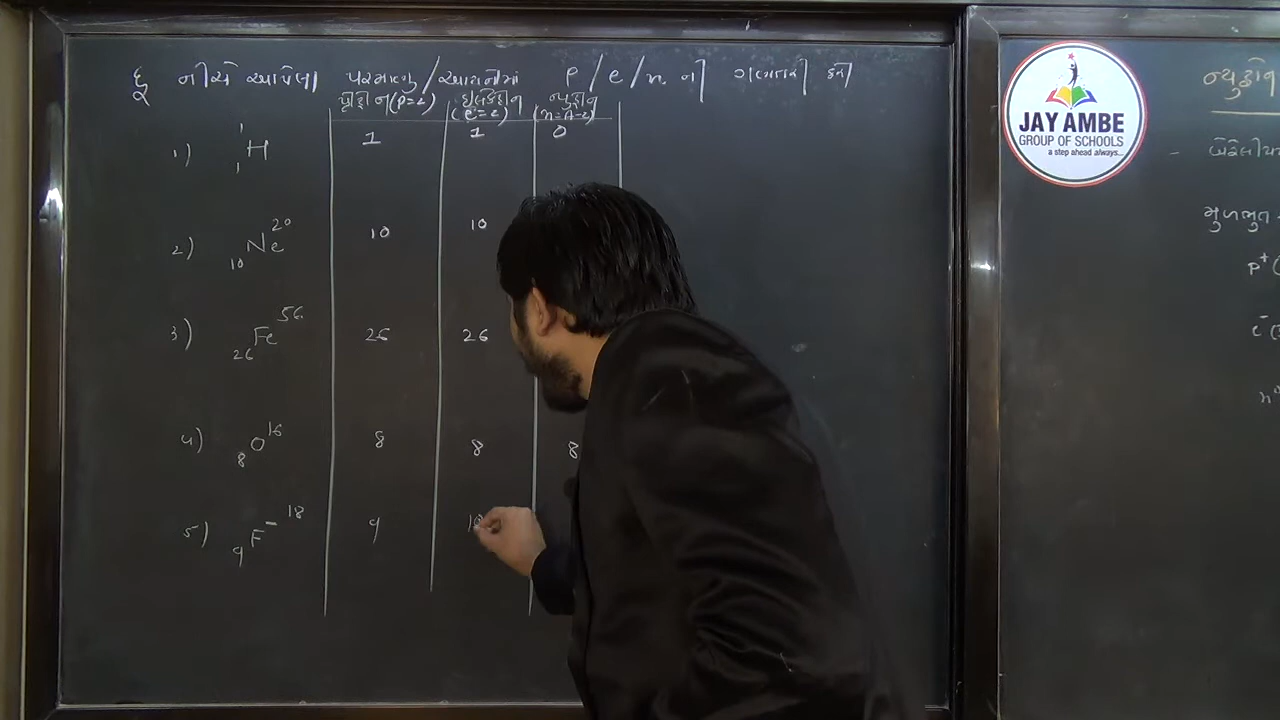 નીચે આપેલા પરમાણુ/આયનોમાં P/e/n ની ગણતરી કરો
પ્રોટોન(P=Z) ઇલેક્ટ્રોન(e=Z) ન્યુટ્રોન(n=A-Z)
1) ₁H¹ 1 1 0
2) ₁₀Ne²⁰ 10 10
3) ₂₆Fe⁵⁶ 26 26
4) ₈O¹⁶ 8 8 8
5) ₉F⁻ ¹⁸ 9
JAY AMBE
GROUP OF SCHOOLS
a step ahead always...
p⁺(
e⁻(